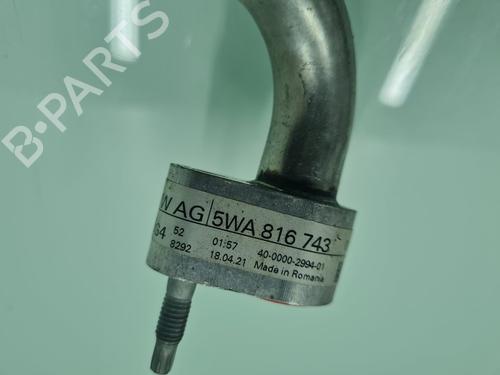 B-PARTS
W AG 5WA 816 743
G4 52 01:57 40-0000-2994-01
8292 18.04.21 Made in Romania